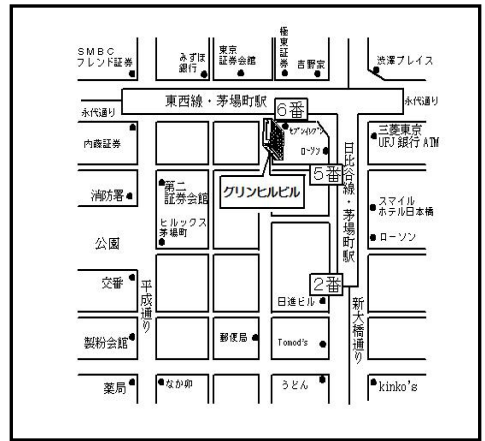 SMBC
フレンド証券
みずほ
銀行
東京
証券会館
極東証券
吉野家
渋澤プレイス
永代通り
東西線・茅場町駅
6番
永代通り
内藤証券
セブンイレブン
ローソン
三菱東京
UFJ銀行ATM
5番
日比谷線・茅場町駅
消防署
第二
証券会館
グリンヒルビル
スマイル
ホテル日本橋
ヒルックス
茅場町
ローソン
公園
交番
平成通り
2番
日進ビル
新大橋通り
製粉会館
郵便局
Tomod's
薬局
なか卯
うどん
kinko's